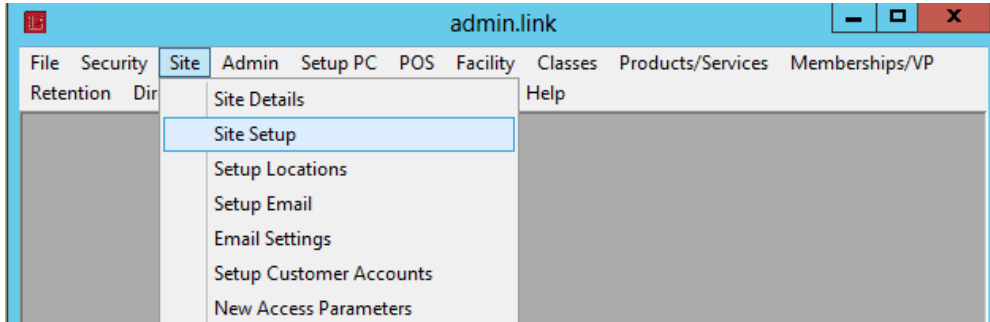 admin.link
File Security Site Admin Setup PC POS Facility Classes Products/Services Memberships/VP
Retention Dir Help
Site Details
Site Setup
Setup Locations
Setup Email
Email Settings
Setup Customer Accounts
New Access Parameters